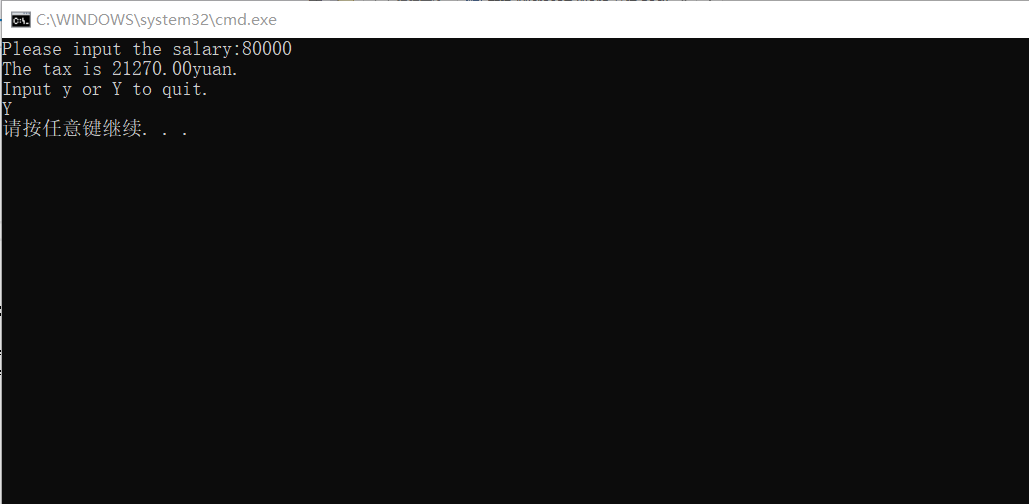 C:\WINDOWS\system32\cmd.exe
Please input the salary:80000
The tax is 21270.00yuan.
Input y or Y to quit.
Y
请按任意键继续. . .